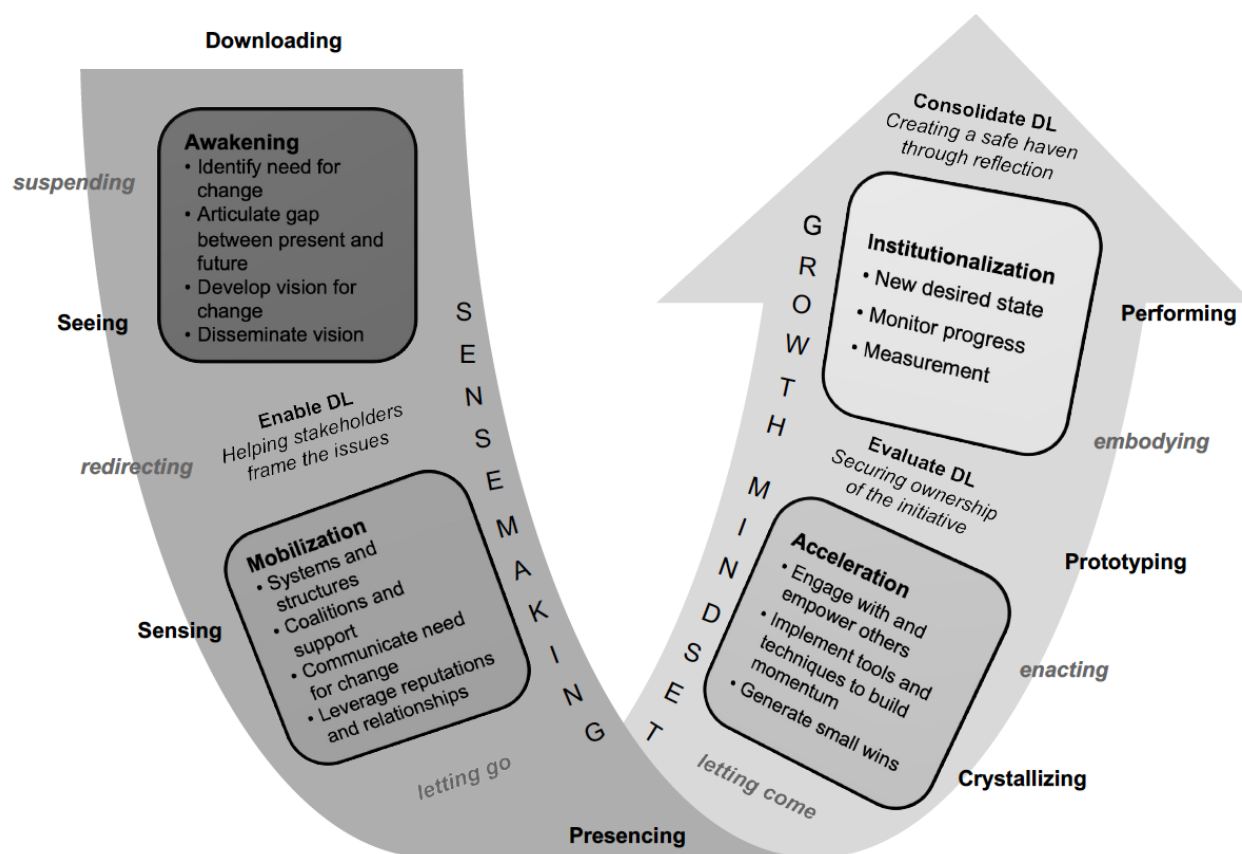 Downloading
suspending
Awakening
• Identify need for
change
• Articulate gap
between present and
future
• Develop vision for
change
• Disseminate vision
Seeing
Enable DL
Helping stakeholders
frame the issues
redirecting
Mobilization
• Systems and
structures
• Coalitions and
support
• Communicate need
for change
• Leverage reputations
and relationships
Sensing
letting go
SENSEMAKING
Presencing
letting come
GROWTH MINDSET
Crystallizing
Acceleration
• Engage with and
empower others
• Implement tools and
techniques to build
momentum
• Generate small wins
enacting
Prototyping
Evaluate DL
Securing ownership
of the initiative
embodying
Institutionalization
• New desired state
• Monitor progress
• Measurement
Performing
Consolidate DL
Creating a safe haven
through reflection